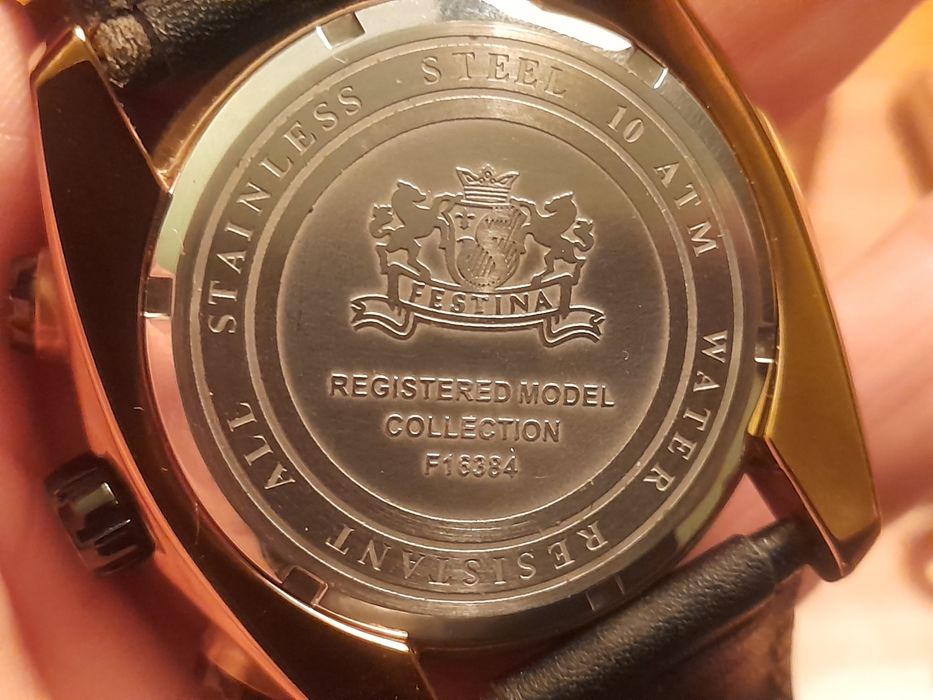 ALL STAINLESS STEEL 10 ATM WATER RESISTANT
FESTINA
REGISTERED MODEL
COLLECTION
F16384